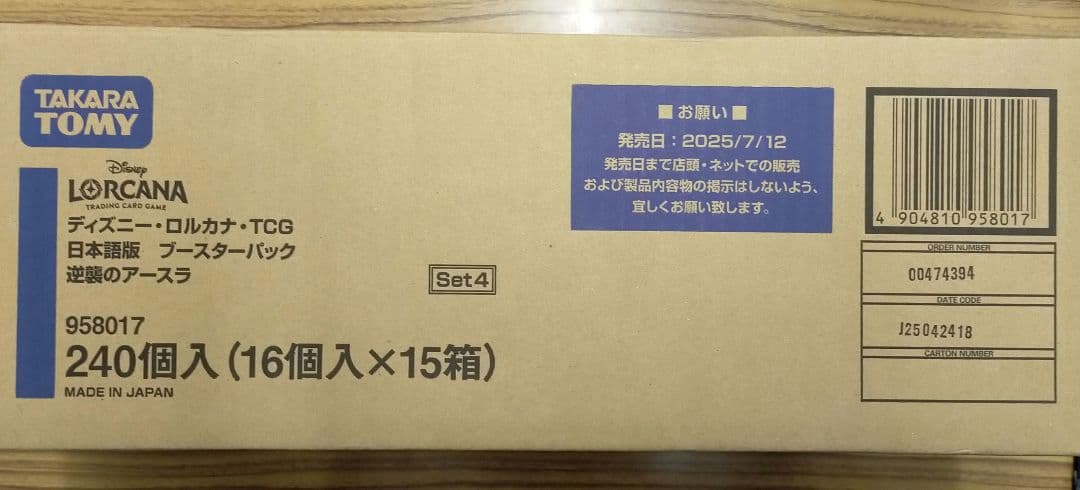 TAKARA
TOMY
Disney
LORCANA
TRADING CARD GAME
ディズニー・ロルカナ・TCG
日本語版 ブースターパック
逆襲のアースラ
Set4
958017
240個入(16個入×15箱)
MADE IN JAPAN
■お願い■
発売日:2025/7/12
発売日まで店頭・ネットでの販売
および製品内容物の掲示はしないよう、
宜しくお願い致します。
4 904810 958017
ORDER NUMBER
00474394
DATE CODE
J25042418
CARTON NUMBER